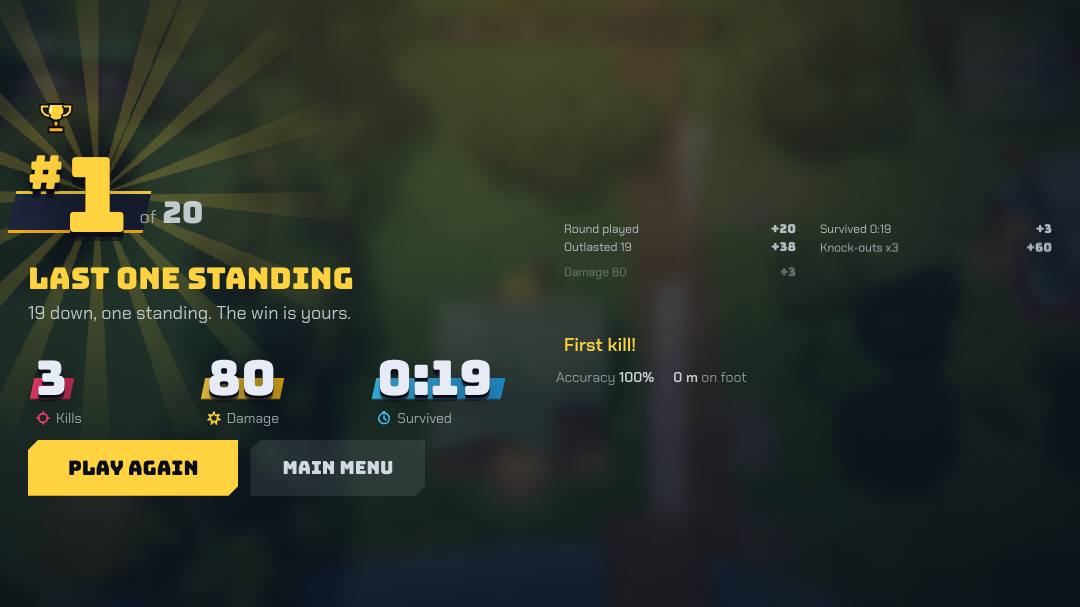 #1 of 20
LAST ONE STANDING
19 down, one standing. The win is yours.
3 80 0:19
Kills Damage Survived
PLAY AGAIN MAIN MENU
Round played +20 Survived 0:19 +3
Outlasted 19 +38 Knock-outs x3 +60
Damage 80 +3
First kill!
Accuracy 100% · 0 m on foot